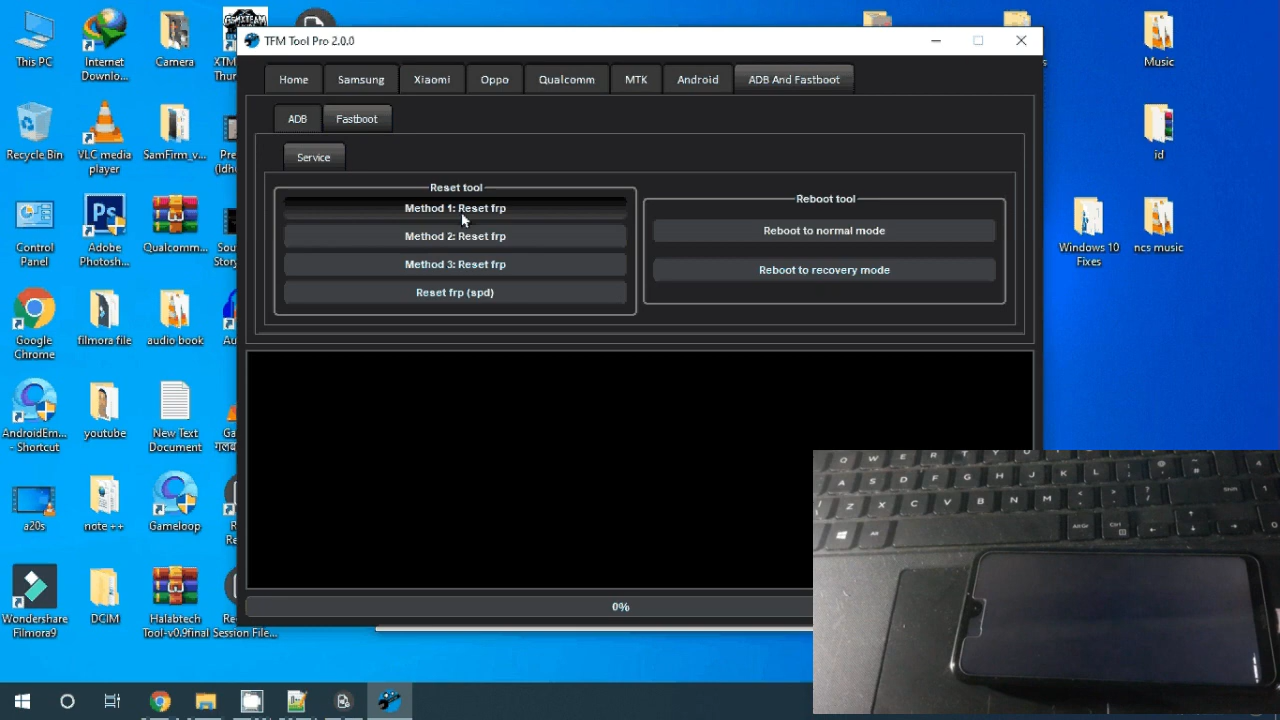 TFM Tool Pro 2.0.0
Home
Samsung
Xiaomi
Oppo
Qualcomm
MTK
Android
ADB And Fastboot
ADB
Fastboot
Service
Reset tool
Method 1: Reset frp
Method 2: Reset frp
Method 3: Reset frp
Reset frp (spd)
Reboot tool
Reboot to normal mode
Reboot to recovery mode
0%
This PC
Internet
Downlo...
Camera
Recycle Bin
VLC media
player
SamFirm_v...
Control
Panel
Adobe
Photosh...
Qualcomm...
Google
Chrome
filmora file
audio book
AndroidEm...
- Shortcut
youtube
New Text
Document
a20s
note ++
Gameloop
Wondershare
Filmora9
DCIM
Halabtech
Tool-v0.9final
Session File...
Music
id
Windows 10
Fixes
ncs music
Q W E R T Y U I O P
A S D F G H J K L
Z X C V B N M